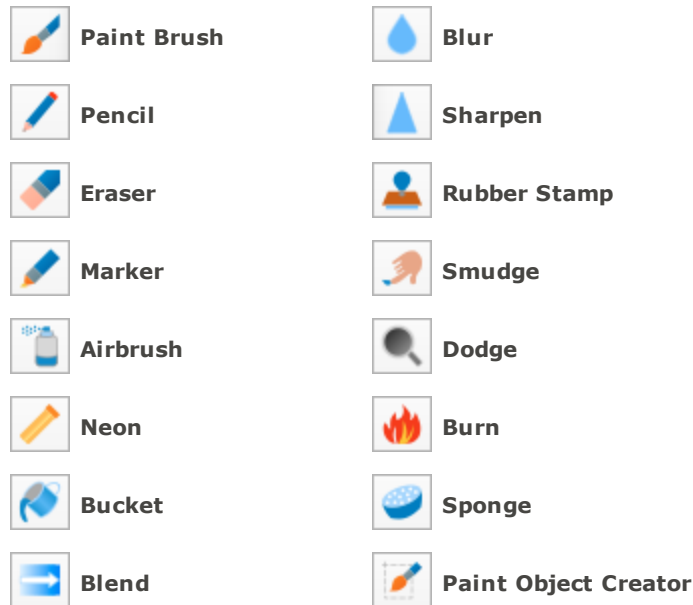 Paint Brush
Blur
Pencil
Sharpen
Eraser
Rubber Stamp
Marker
Smudge
Airbrush
Dodge
Neon
Burn
Bucket
Sponge
Blend
Paint Object Creator